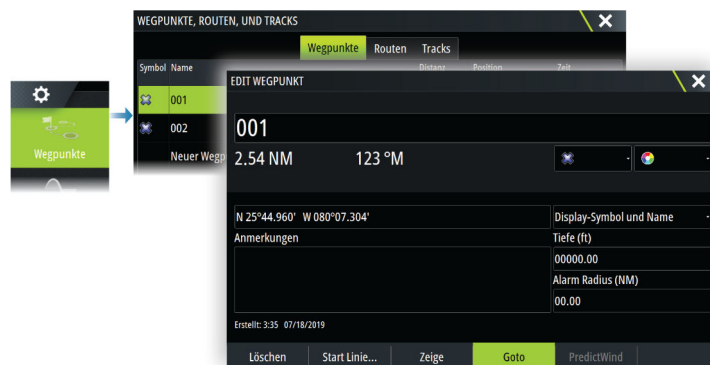 WEGPUNKTE, ROUTEN, UND TRACKS
Wegpunkte Routen Tracks
Symbol Name Distanz Position Zeit
001
002
Neuer Wegp
Wegpunkte
EDIT WEGPUNKT
001
2.54 NM 123 °M
N 25°44.960' W 080°07.304' Display-Symbol und Name
Anmerkungen Tiefe (ft)
00000.00
Alarm Radius (NM)
00.00
Erstellt: 3:35 07/18/2019
Löschen Start Linie... Zeige Goto PredictWind